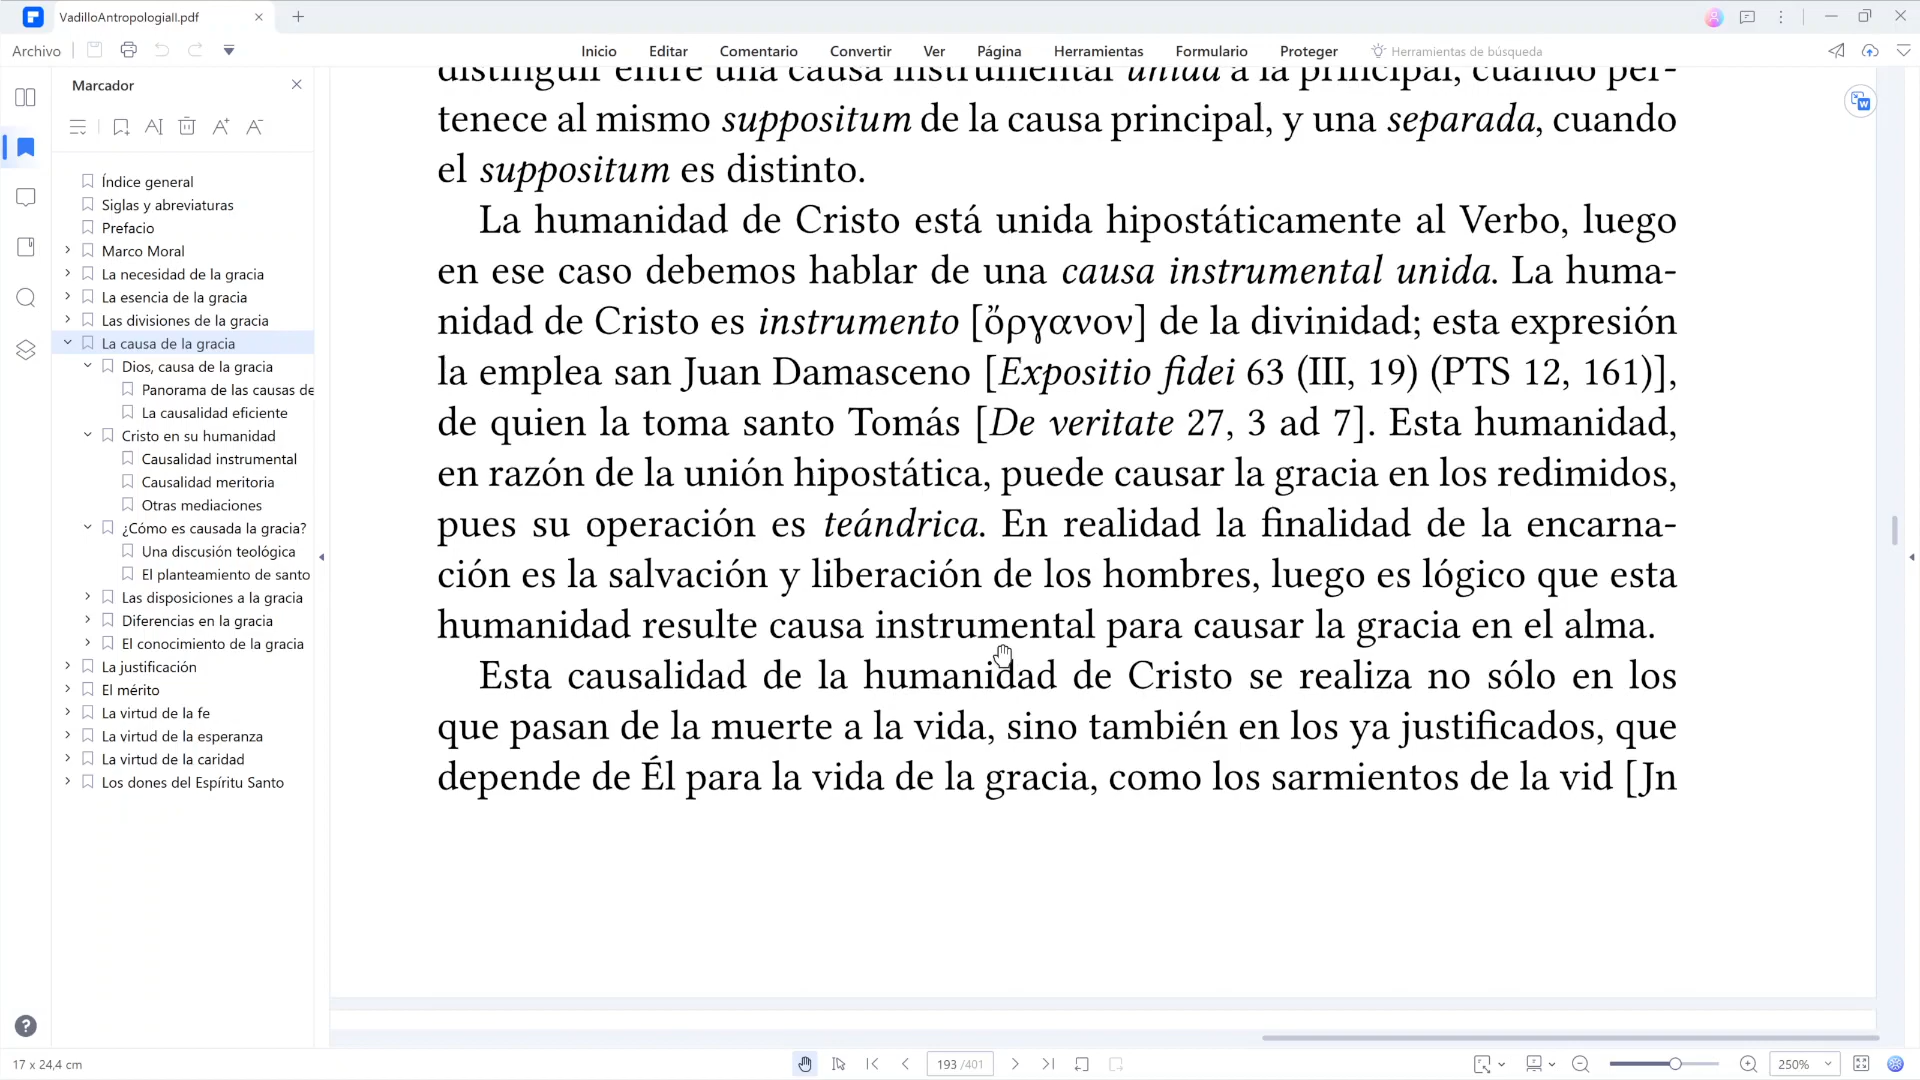 VadilloAntropologiaII.pdf
Archivo
Inicio
Editar
Comentario
Convertir
Ver
Página
Herramientas
Formulario
Proteger
Herramientas de búsqueda
Marcador
Índice general
Siglas y abreviaturas
Prefacio
Marco Moral
La necesidad de la gracia
La esencia de la gracia
Las divisiones de la gracia
La causa de la gracia
Dios, causa de la gracia
Panorama de las causas de
La causalidad eficiente
Cristo en su humanidad
Causalidad instrumental
Causalidad meritoria
Otras mediaciones
¿Cómo es causada la gracia?
Una discusión teológica
El planteamiento de santo
Las disposiciones a la gracia
Diferencias en la gracia
El conocimiento de la gracia
La justificación
El mérito
La virtud de la fe
La virtud de la esperanza
La virtud de la caridad
Los dones del Espíritu Santo
distinguir entre una causa instrumental unida a la principal, cuando per-
tenece al mismo suppositum de la causa principal, y una separada, cuando
el suppositum es distinto.
La humanidad de Cristo está unida hipostáticamente al Verbo, luego
en ese caso debemos hablar de una causa instrumental unida. La huma-
nidad de Cristo es instrumento [ὄργανον] de la divinidad; esta expresión
la emplea san Juan Damasceno [Expositio fidei 63 (III, 19) (PTS 12, 161)],
de quien la toma santo Tomás [De veritate 27, 3 ad 7]. Esta humanidad,
en razón de la unión hipostática, puede causar la gracia en los redimidos,
pues su operación es teándrica. En realidad la finalidad de la encarna-
ción es la salvación y liberación de los hombres, luego es lógico que esta
humanidad resulte causa instrumental para causar la gracia en el alma.
Esta causalidad de la humanidad de Cristo se realiza no sólo en los
que pasan de la muerte a la vida, sino también en los ya justificados, que
depende de Él para la vida de la gracia, como los sarmientos de la vid [Jn
17 x 24,4 cm
193 /401
250%